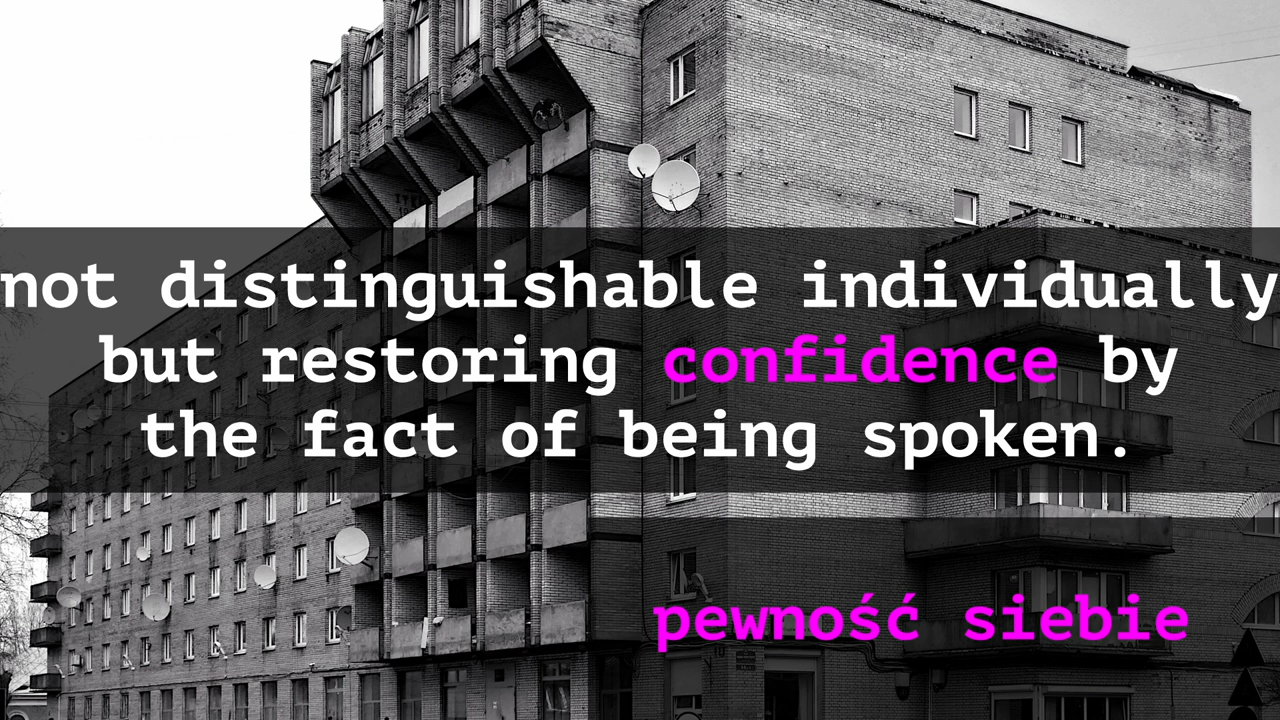 not distinguishable individually
but restoring confidence by
the fact of being spoken.
pewność siebie